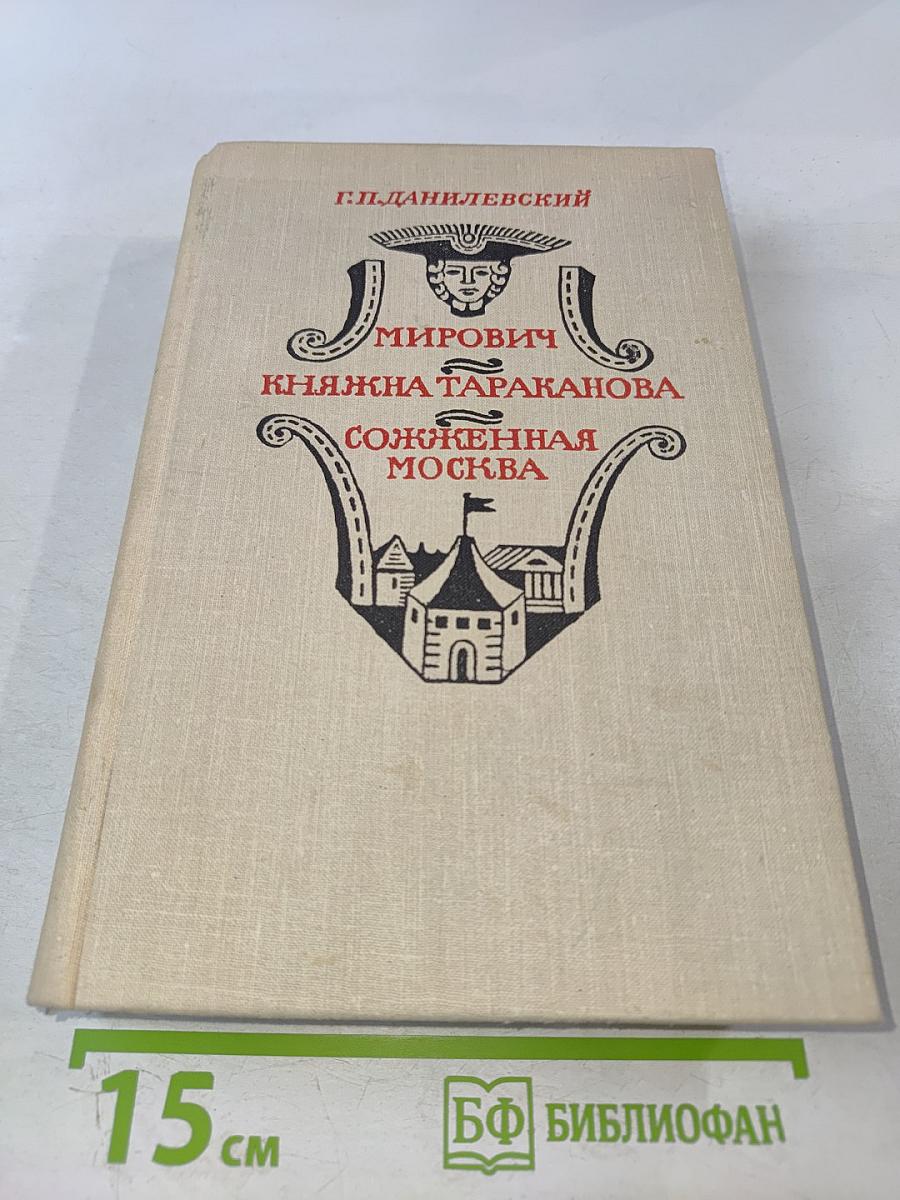 Г.П.ДАНИЛЕВСКИЙ
МИРОВИЧ
КНЯЖНА ТАРАКАНОВА
СОЖЖЕННАЯ
МОСКВА
15 см
БФ БИБЛИОФАН